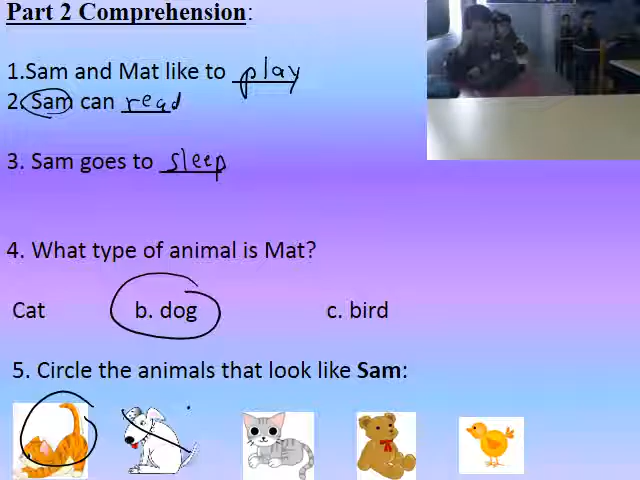 Part 2 Comprehension:
1.Sam and Mat like to play
2. Sam can read
3. Sam goes to sleep
4. What type of animal is Mat?
Cat b. dog c. bird
5. Circle the animals that look like Sam: